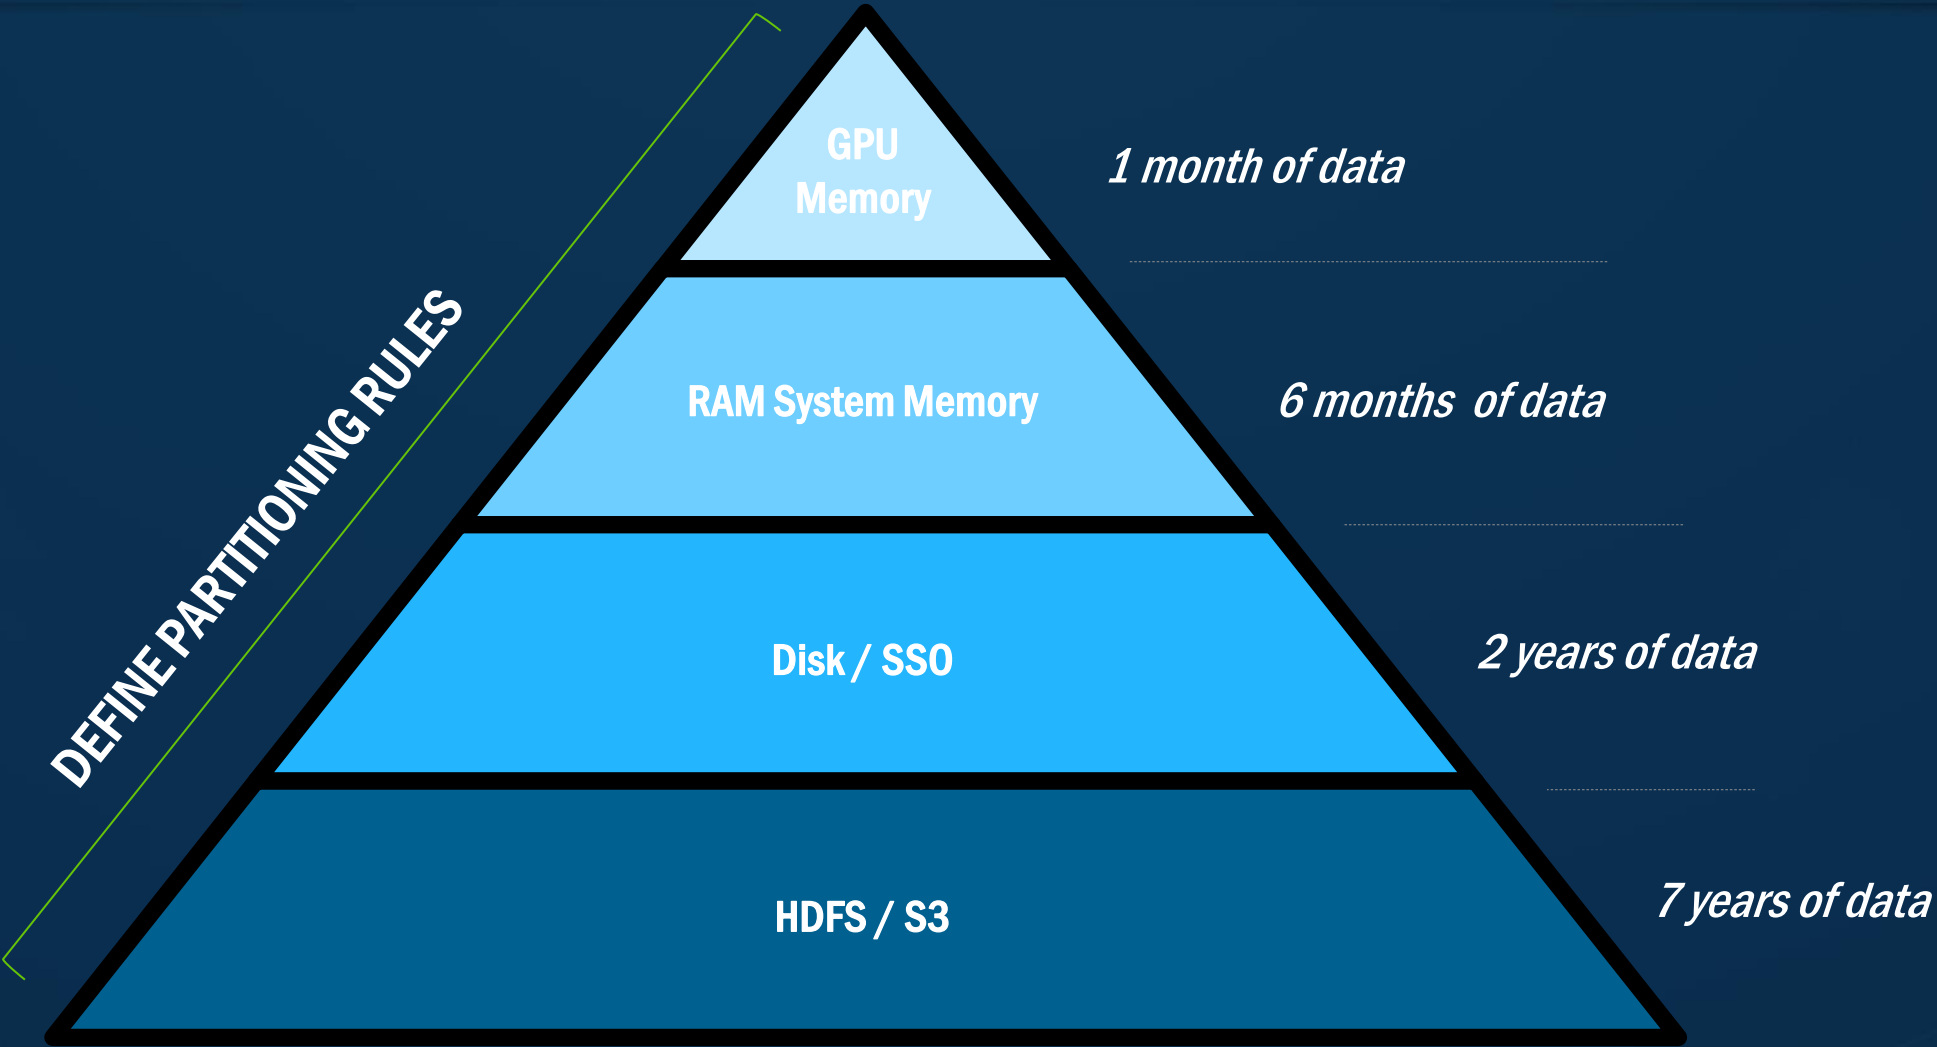 DEFINE PARTITIONING RULES
GPU
Memory
1 month of data
RAM System Memory
6 months of data
Disk / SSO
2 years of data
HDFS / S3
7 years of data